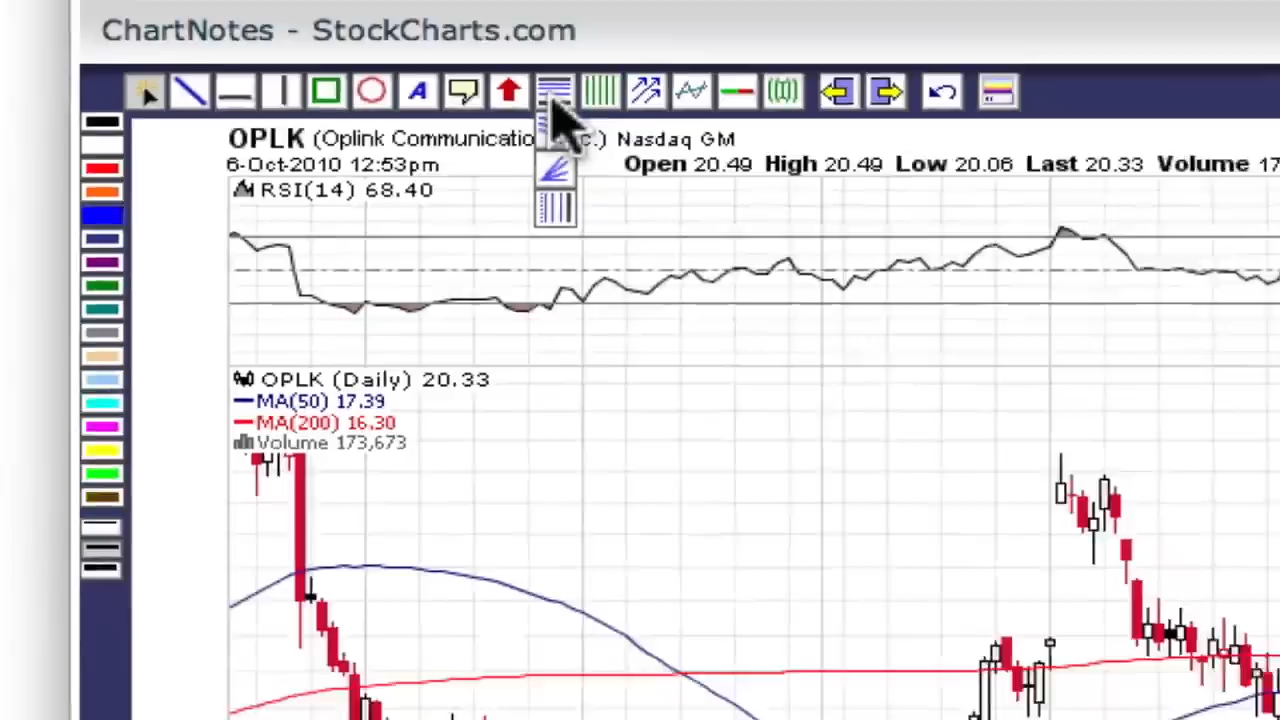 ChartNotes - StockCharts.com
A
OPLK (Oplink Communicatio c.) Nasdaq GM
6-Oct-2010 12:53pm Open 20.49 High 20.49 Low 20.06 Last 20.33 Volume 17
RSI(14) 68.40
OPLK (Daily) 20.33
MA(50) 17.39
MA(200) 16.30
Volume 173,673